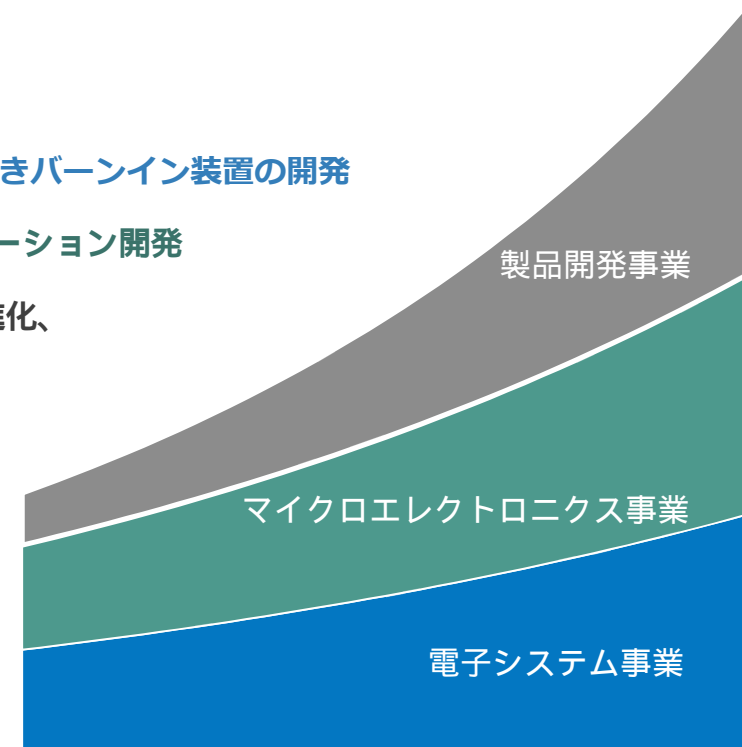 きバーンイン装置の開発
ーション開発
進化、
製品開発事業
マイクロエレクトロニクス事業
電子システム事業